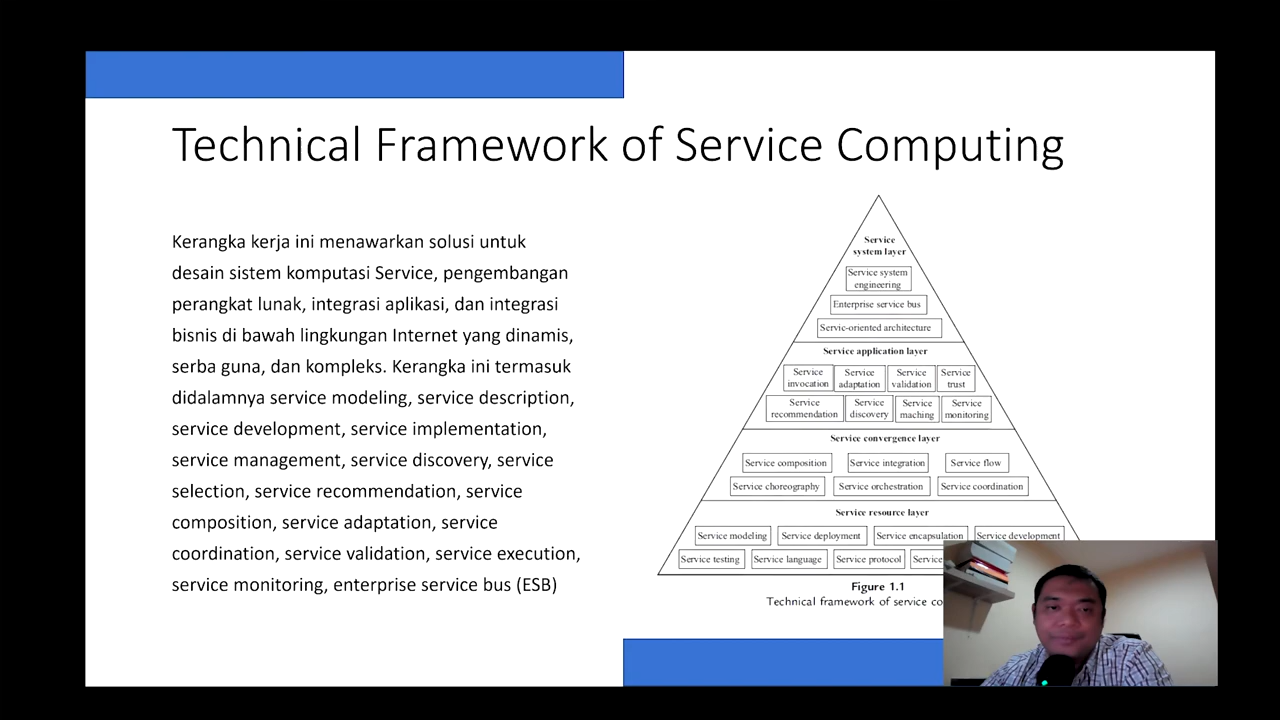 Technical Framework of Service Computing
Kerangka kerja ini menawarkan solusi untuk
desain sistem komputasi Service, pengembangan
perangkat lunak, integrasi aplikasi, dan integrasi
bisnis di bawah lingkungan Internet yang dinamis,
serba guna, dan kompleks. Kerangka ini termasuk
didalamnya service modeling, service description,
service development, service implementation,
service management, service discovery, service
selection, service recommendation, service
composition, service adaptation, service
coordination, service validation, service execution,
service monitoring, enterprise service bus (ESB)
Service
system layer
Service system
engineering
Enterprise service bus
Servic-oriented architecture
Service application layer
Service
invocation
Service
adaptation
Service
validation
Service
trust
Service
recommendation
Service
discovery
Service
maching
Service
monitoring
Service convergence layer
Service composition
Service integration
Service flow
Service choreography
Service orchestration
Service coordination
Service resource layer
Service modeling
Service deployment
Service encapsulation
Service development
Service testing
Service language
Service protocol
Service
Figure 1.1
Technical framework of service